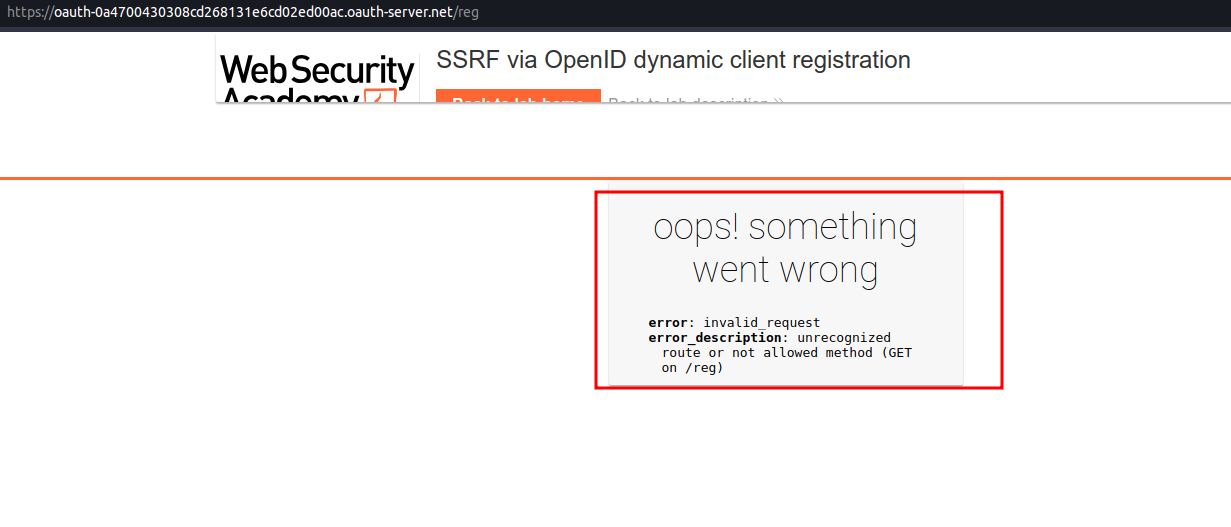 https://oauth-0a4700430308cd268131e6cd02ed00ac.oauth-server.net/reg
Web Security
Academy
SSRF via OpenID dynamic client registration
Back to lab home
Back to lab description >>
oops! something
went wrong
error: invalid_request
error_description: unrecognized
route or not allowed method (GET
on /reg)